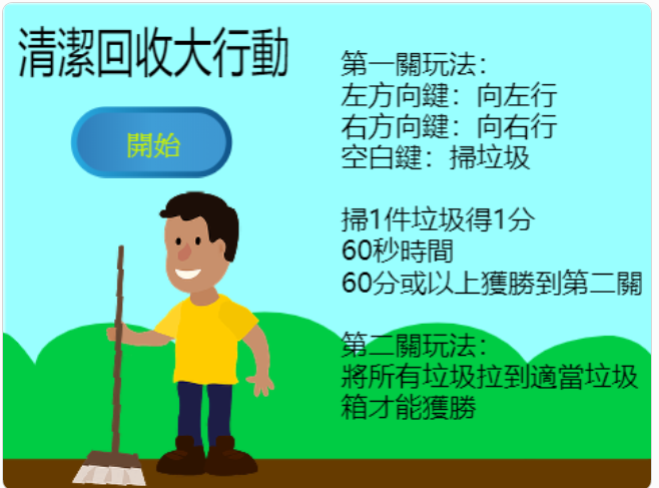 清潔回收大行動
開始
第一關玩法：
左方向鍵：向左行
右方向鍵：向右行
空白鍵：掃垃圾
掃1件垃圾得1分
60秒時間
60分或以上獲勝到第二關
第二關玩法：
將所有垃圾拉到適當垃圾
箱才能獲勝